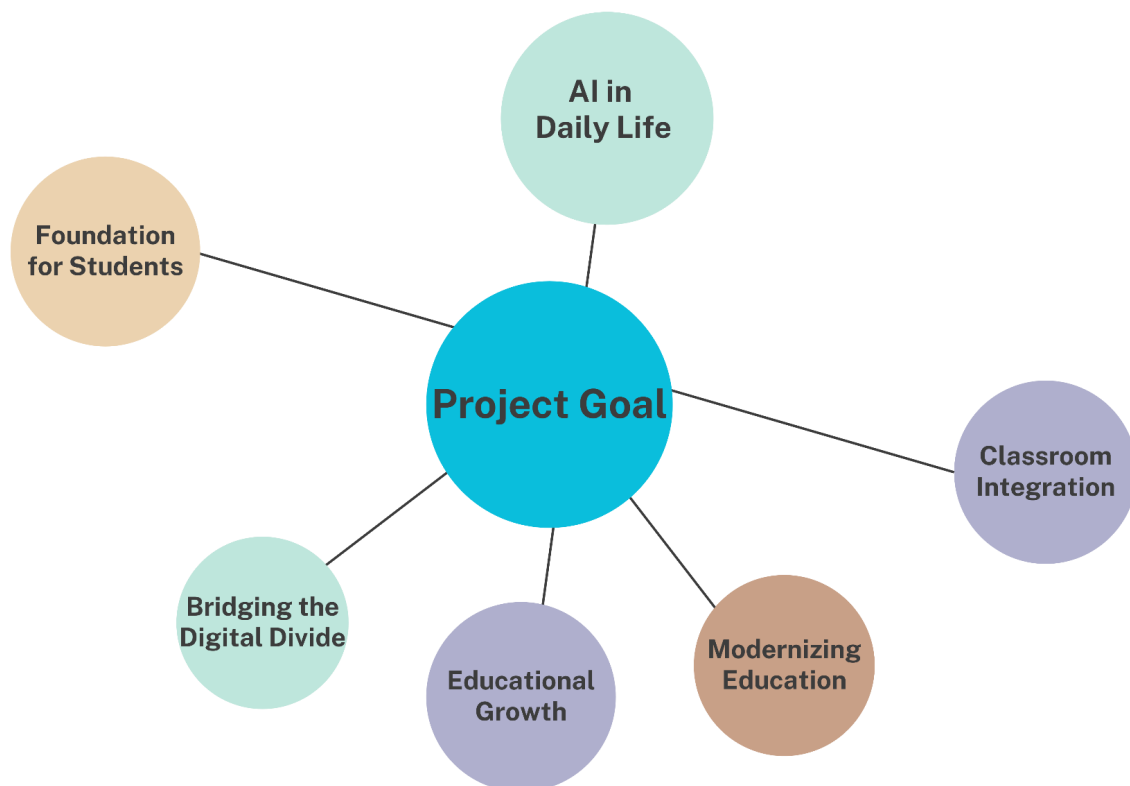 AI in
Daily Life
Foundation
for Students
Project Goal
Classroom
Integration
Bridging the
Digital Divide
Educational
Growth
Modernizing
Education